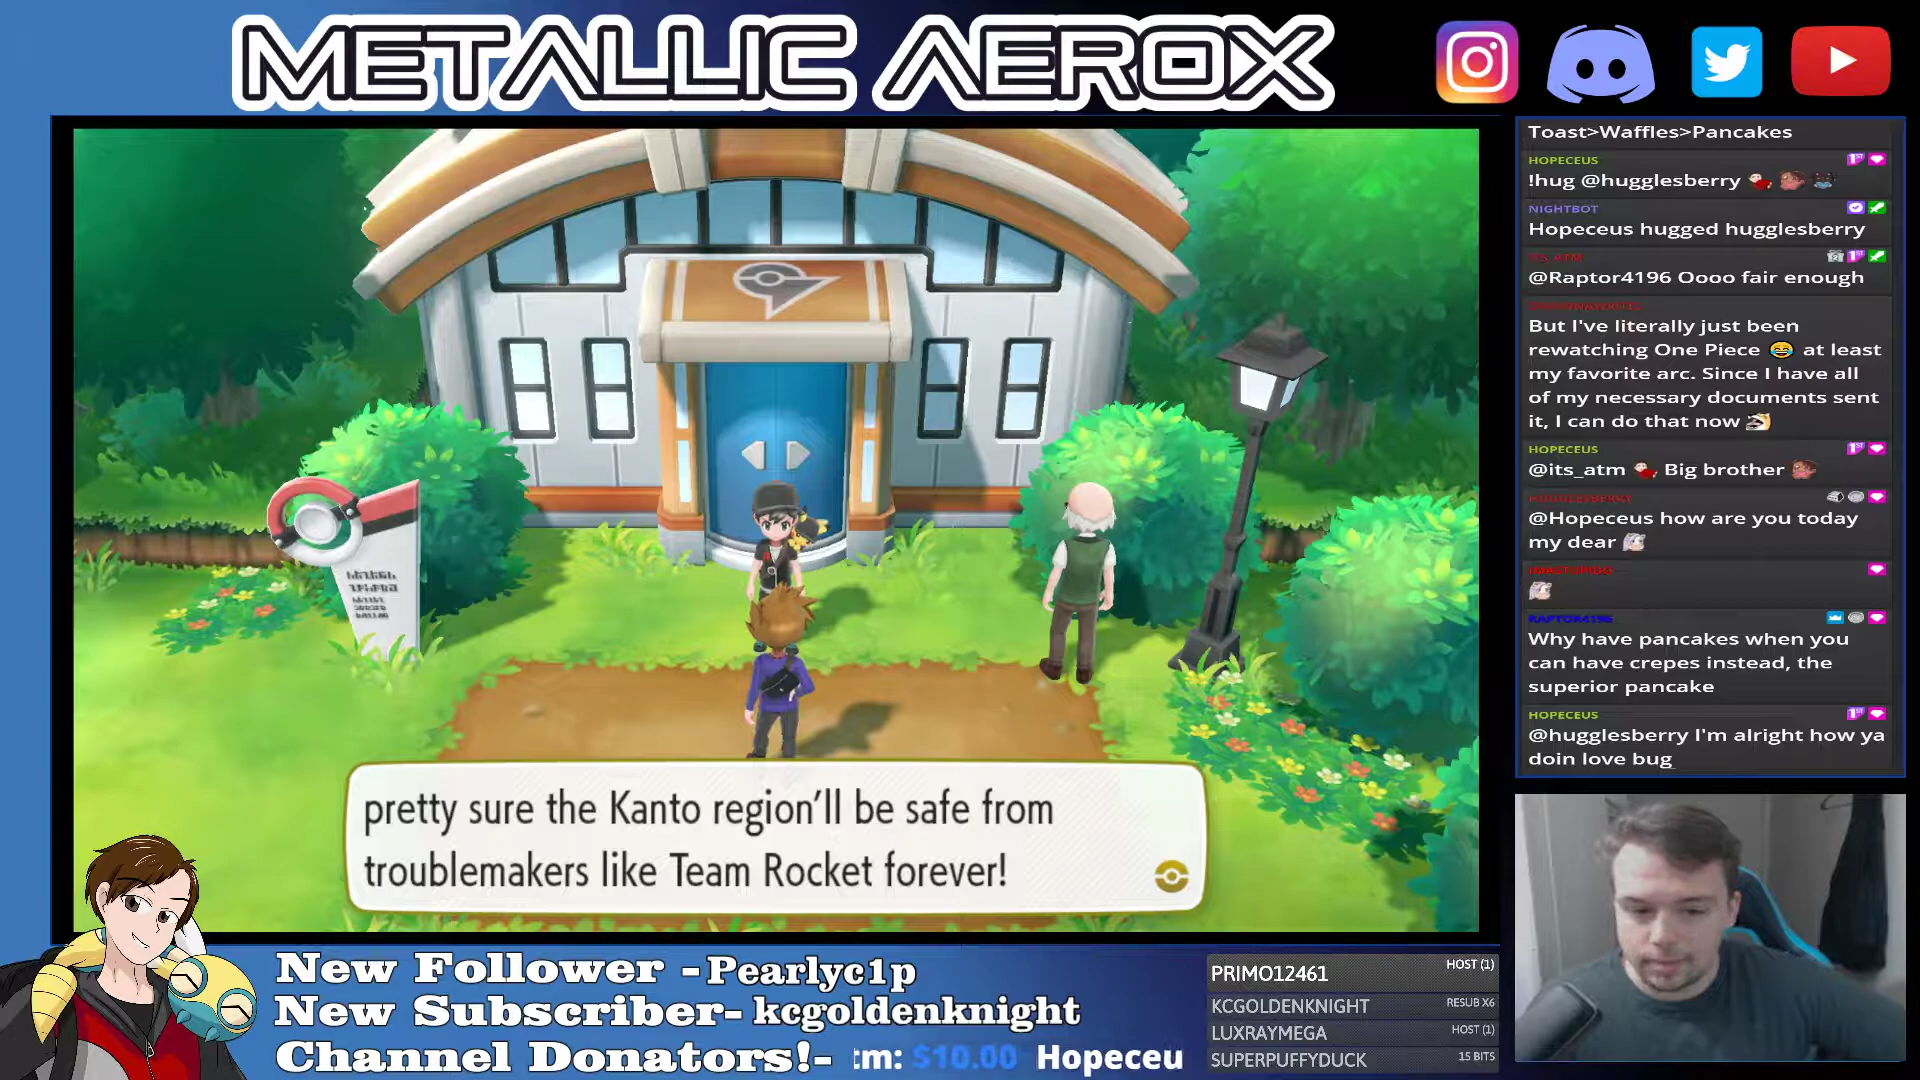 METALLIC AEROX
Toast>Waffles>Pancakes
HOPECEUS
!hug @hugglesberry
NIGHTBOT
Hopeceus hugged hugglesberry
ITS_ATM
@Raptor4196 Oooo fair enough
But I've literally just been
rewatching One Piece 😂 at least
my favorite arc. Since I have all
of my necessary documents sent
it, I can do that now
HOPECEUS
@its_atm Big brother
HUGGLESBERRY
@Hopeceus how are you today
my dear
IMASTUPIDO
RAPTOR4196
Why have pancakes when you
can have crepes instead, the
superior pancake
HOPECEUS
@hugglesberry I'm alright how ya
doin love bug
pretty sure the Kanto region'll be safe from
troublemakers like Team Rocket forever!
New Follower -Pearlyc1p
New Subscriber- kcgoldenknight
Channel Donators!- :m: $10.00 Hopeceu
PRIMO12461 HOST (1)
KCGOLDENKNIGHT RESUB X6
LUXRAYMEGA HOST (1)
SUPERPUFFYDUCK 15 BITS